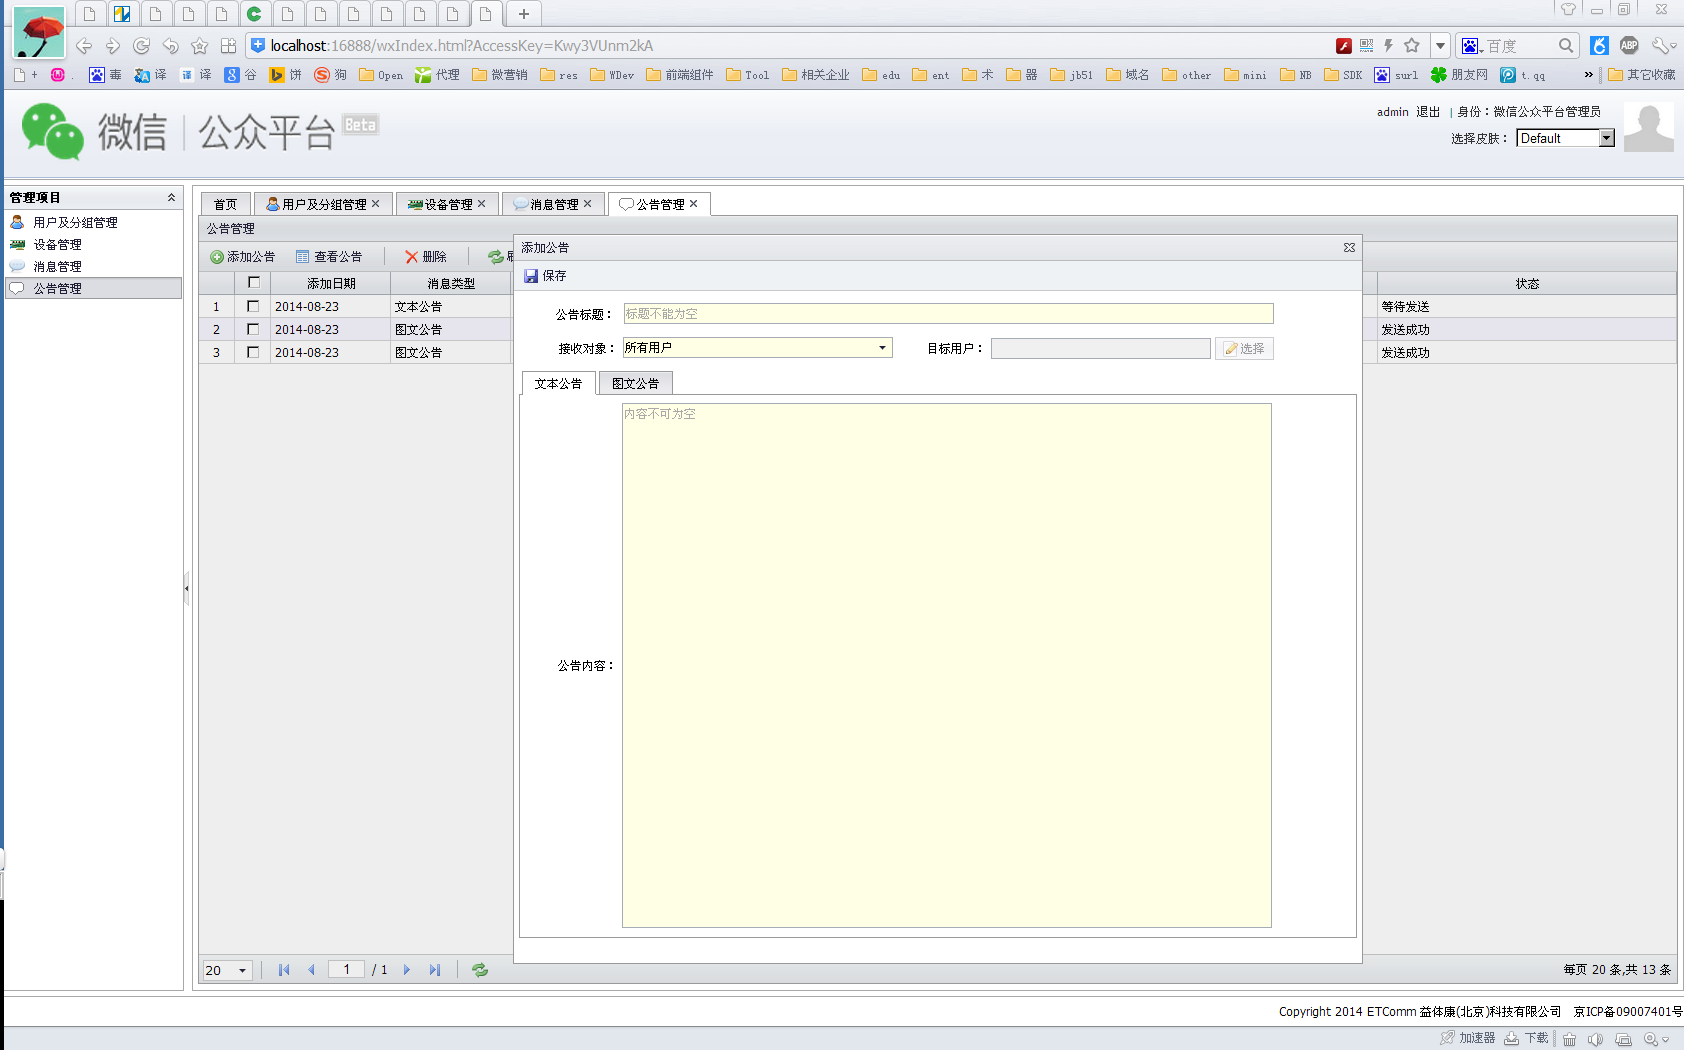 localhost:16888/wxIndex.html?AccessKey=Kwy3VUnm2kA
百度
ABP
+ . 毒 译 译 谷 饼 狗 Open 代理 微营销 res WDev 前端组件 Tool 相关企业 edu ent 术 器 jb51 域名 other mini NB SDK surl 朋友网 t.qq » 其它收藏
微信 公众平台 Beta
admin 退出 | 身份：微信公众平台管理员
选择皮肤： Default
管理项目
用户及分组管理
设备管理
消息管理
公告管理
首页 用户及分组管理 设备管理 消息管理 公告管理
公告管理
添加公告 查看公告 删除
添加日期 消息类型 状态
1 2014-08-23 文本公告 等待发送
2 2014-08-23 图文公告 发送成功
3 2014-08-23 图文公告 发送成功
添加公告
保存
公告标题： 标题不能为空
接收对象： 所有用户 目标用户： 选择
文本公告 图文公告
内容不可为空
公告内容：
20 1 / 1 每页 20 条,共 13 条
Copyright 2014 ETComm 益体康(北京)科技有限公司 京ICP备09007401号
加速器 下载